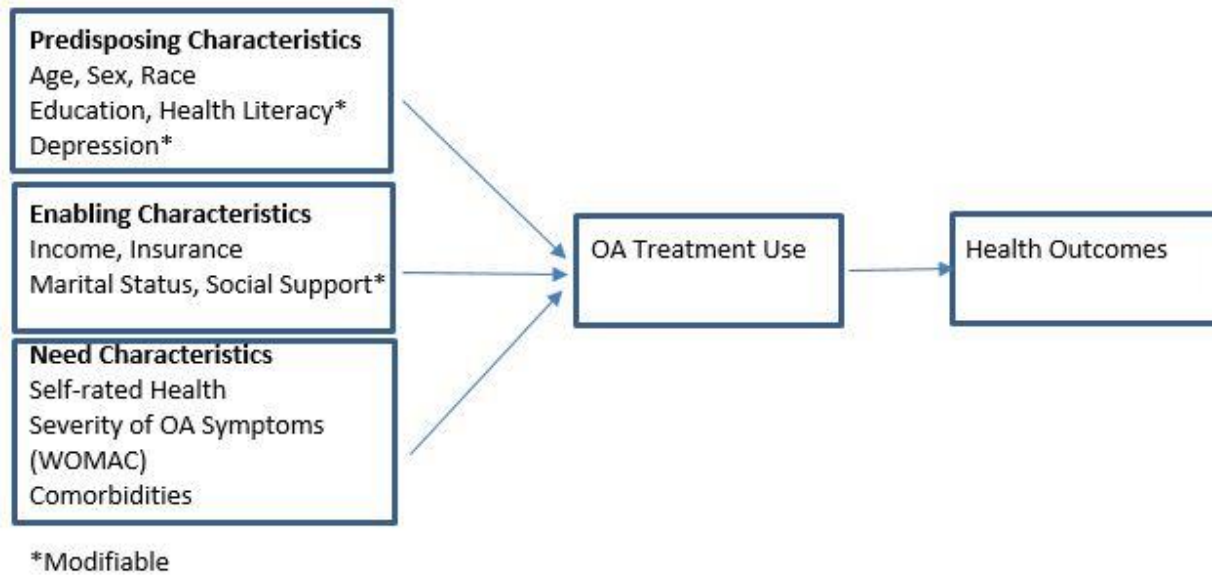 Predisposing Characteristics
Age, Sex, Race
Education, Health Literacy*
Depression*
Enabling Characteristics
Income, Insurance
Marital Status, Social Support*
Need Characteristics
Self-rated Health
Severity of OA Symptoms
(WOMAC)
Comorbidities
OA Treatment Use
Health Outcomes
*Modifiable